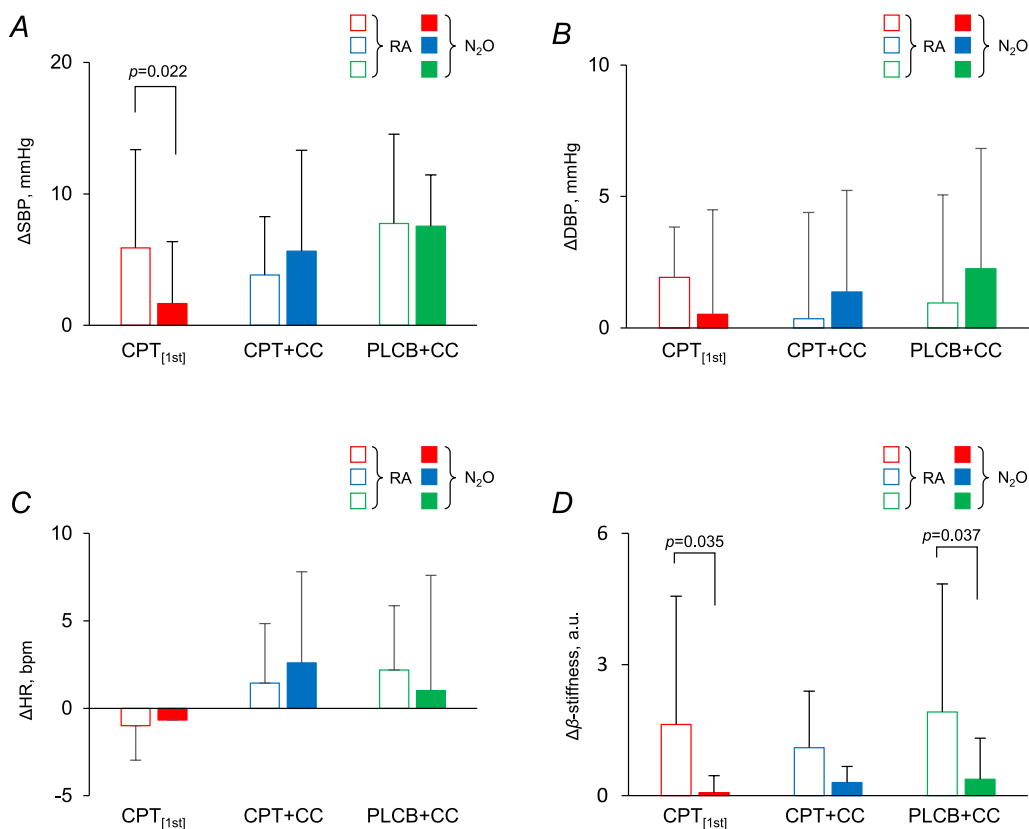 A
RA
N₂O
20
p=0.022
ΔSBP, mmHg
10
0
CPT[1st]
CPT+CC
PLCB+CC
B
RA
N₂O
10
ΔDBP, mmHg
5
0
CPT[1st]
CPT+CC
PLCB+CC
C
RA
N₂O
10
5
ΔHR, bpm
0
-5
CPT[1st]
CPT+CC
PLCB+CC
D
RA
N₂O
6
p=0.035
p=0.037
Δβ-stiffness, a.u.
4
2
0
CPT[1st]
CPT+CC
PLCB+CC